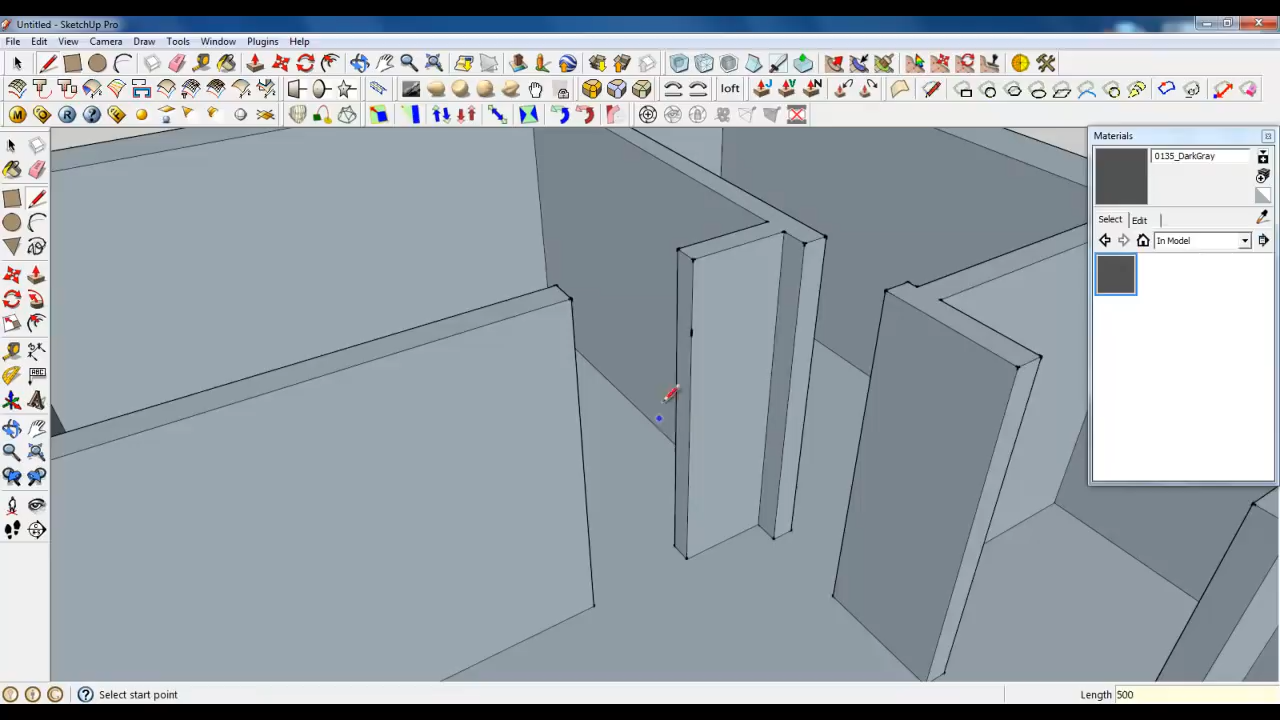 Untitled - SketchUp Pro
File Edit View Camera Draw Tools Window Plugins Help
loft
Materials
0135_DarkGray
Select Edit
In Model
Select start point
Length 500